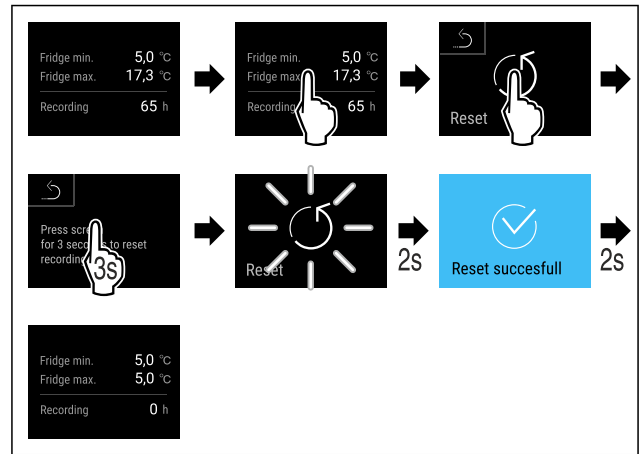 Fridge min. 5,0 °C
Fridge max. 17,3 °C
Recording 65 h
Fridge min. 5,0 °C
Fridge max 17,3 °C
Recording 65 h
Reset
Press scre
for 3 seconds to reset
recording
3s
Reset
2s
Reset succesfull
2s
Fridge min. 5,0 °C
Fridge max. 5,0 °C
Recording 0 h